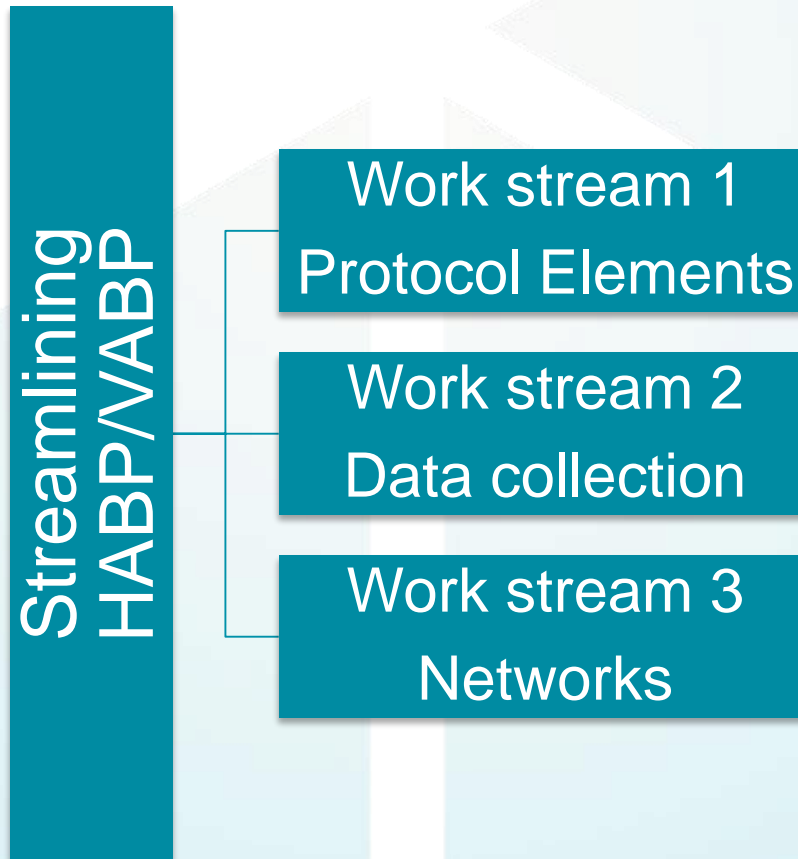 Streamlining
HABP/VABP
Work stream 1
Protocol Elements
Work stream 2
Data collection
Work stream 3
Networks